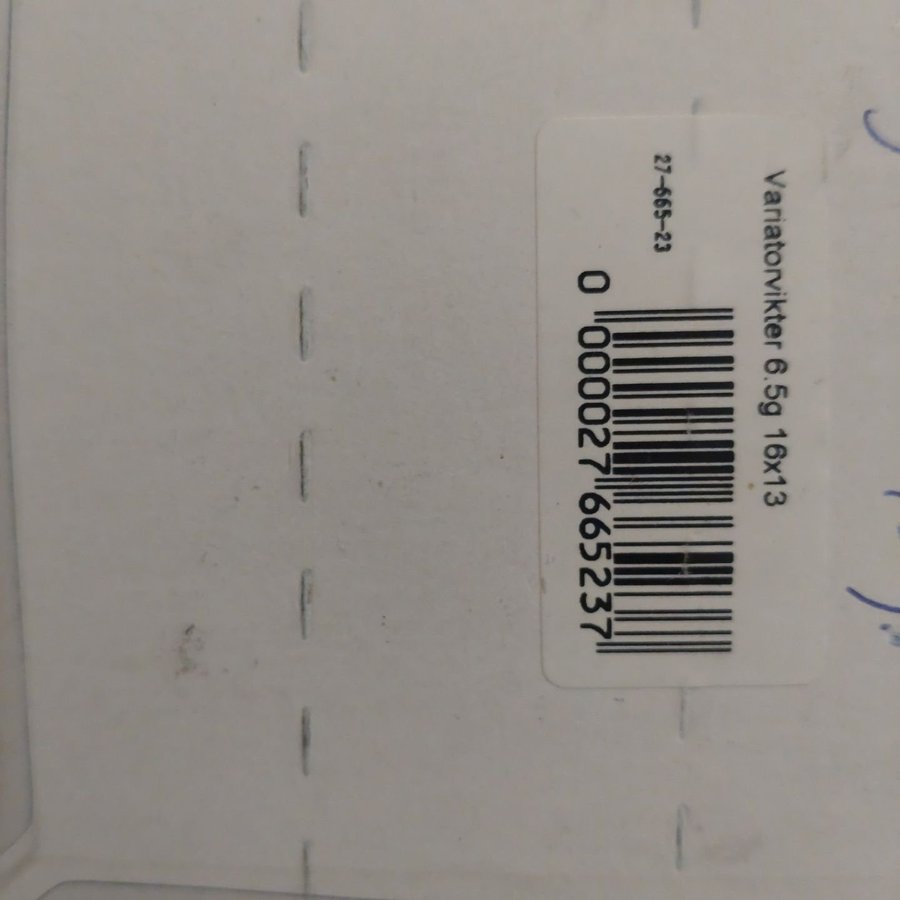 Variatorvikter 6.5g 16x13
27-665-23
0 000027 665237